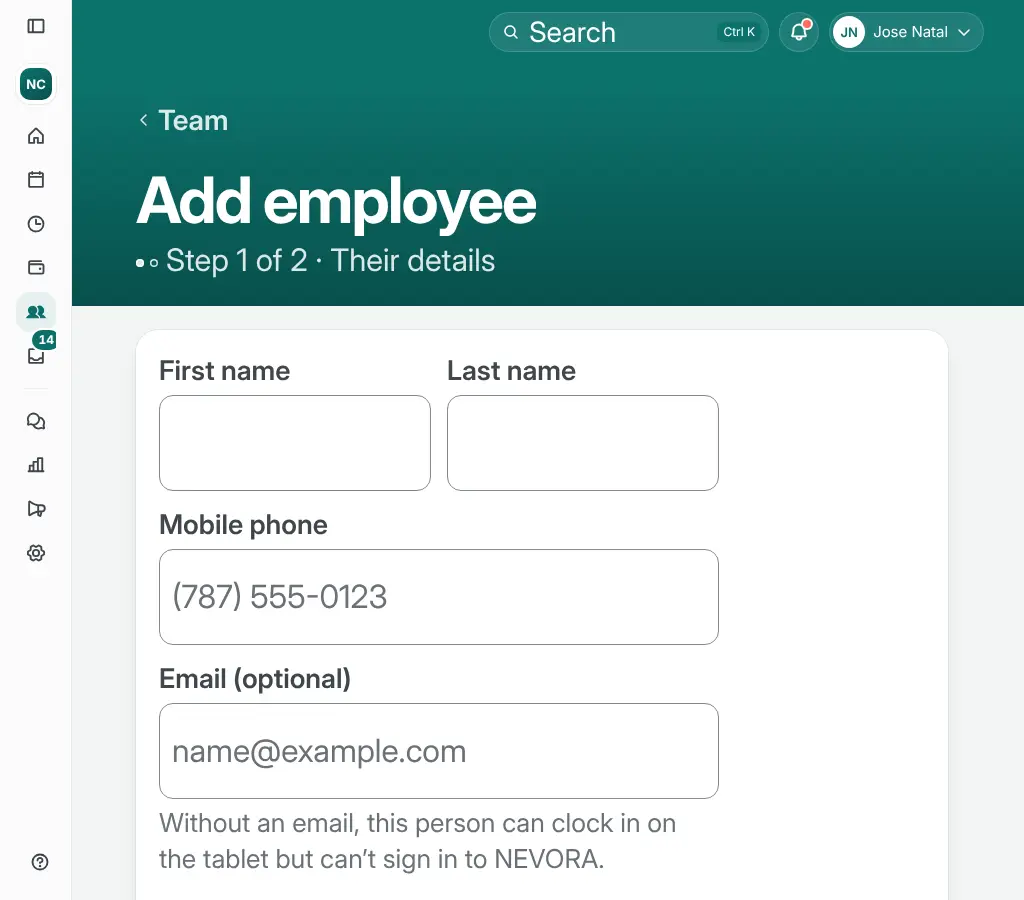 Search
Ctrl K
JN
Jose Natal
NC
Team
Add employee
Step 1 of 2 · Their details
14
First name
Last name
Mobile phone
(787) 555-0123
Email (optional)
name@example.com
Without an email, this person can clock in on
the tablet but can’t sign in to NEVORA.